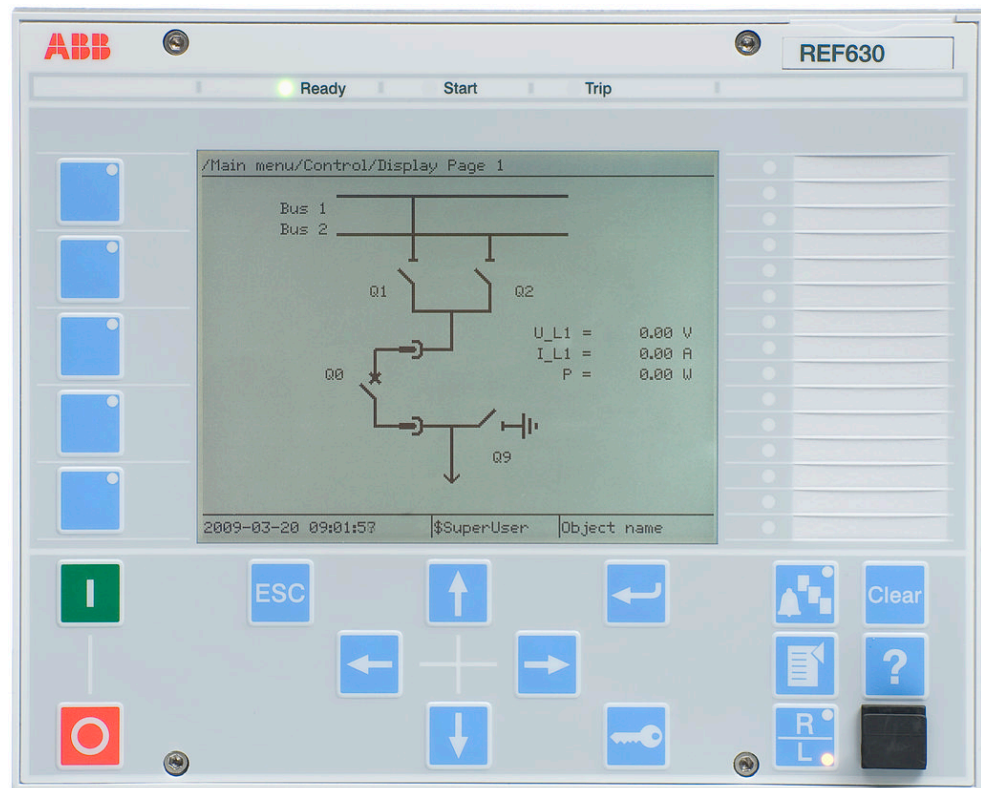 ABB
REF630
Ready Start Trip
/Main menu/Control/Display Page 1
Bus 1
Bus 2
Q1 Q2
U_L1 = 0.00 V
I_L1 = 0.00 A
Q0 P = 0.00 W
Q9
2009-03-20 09:01:57 $SuperUser Object name
I
ESC
Clear
?
O
R
L